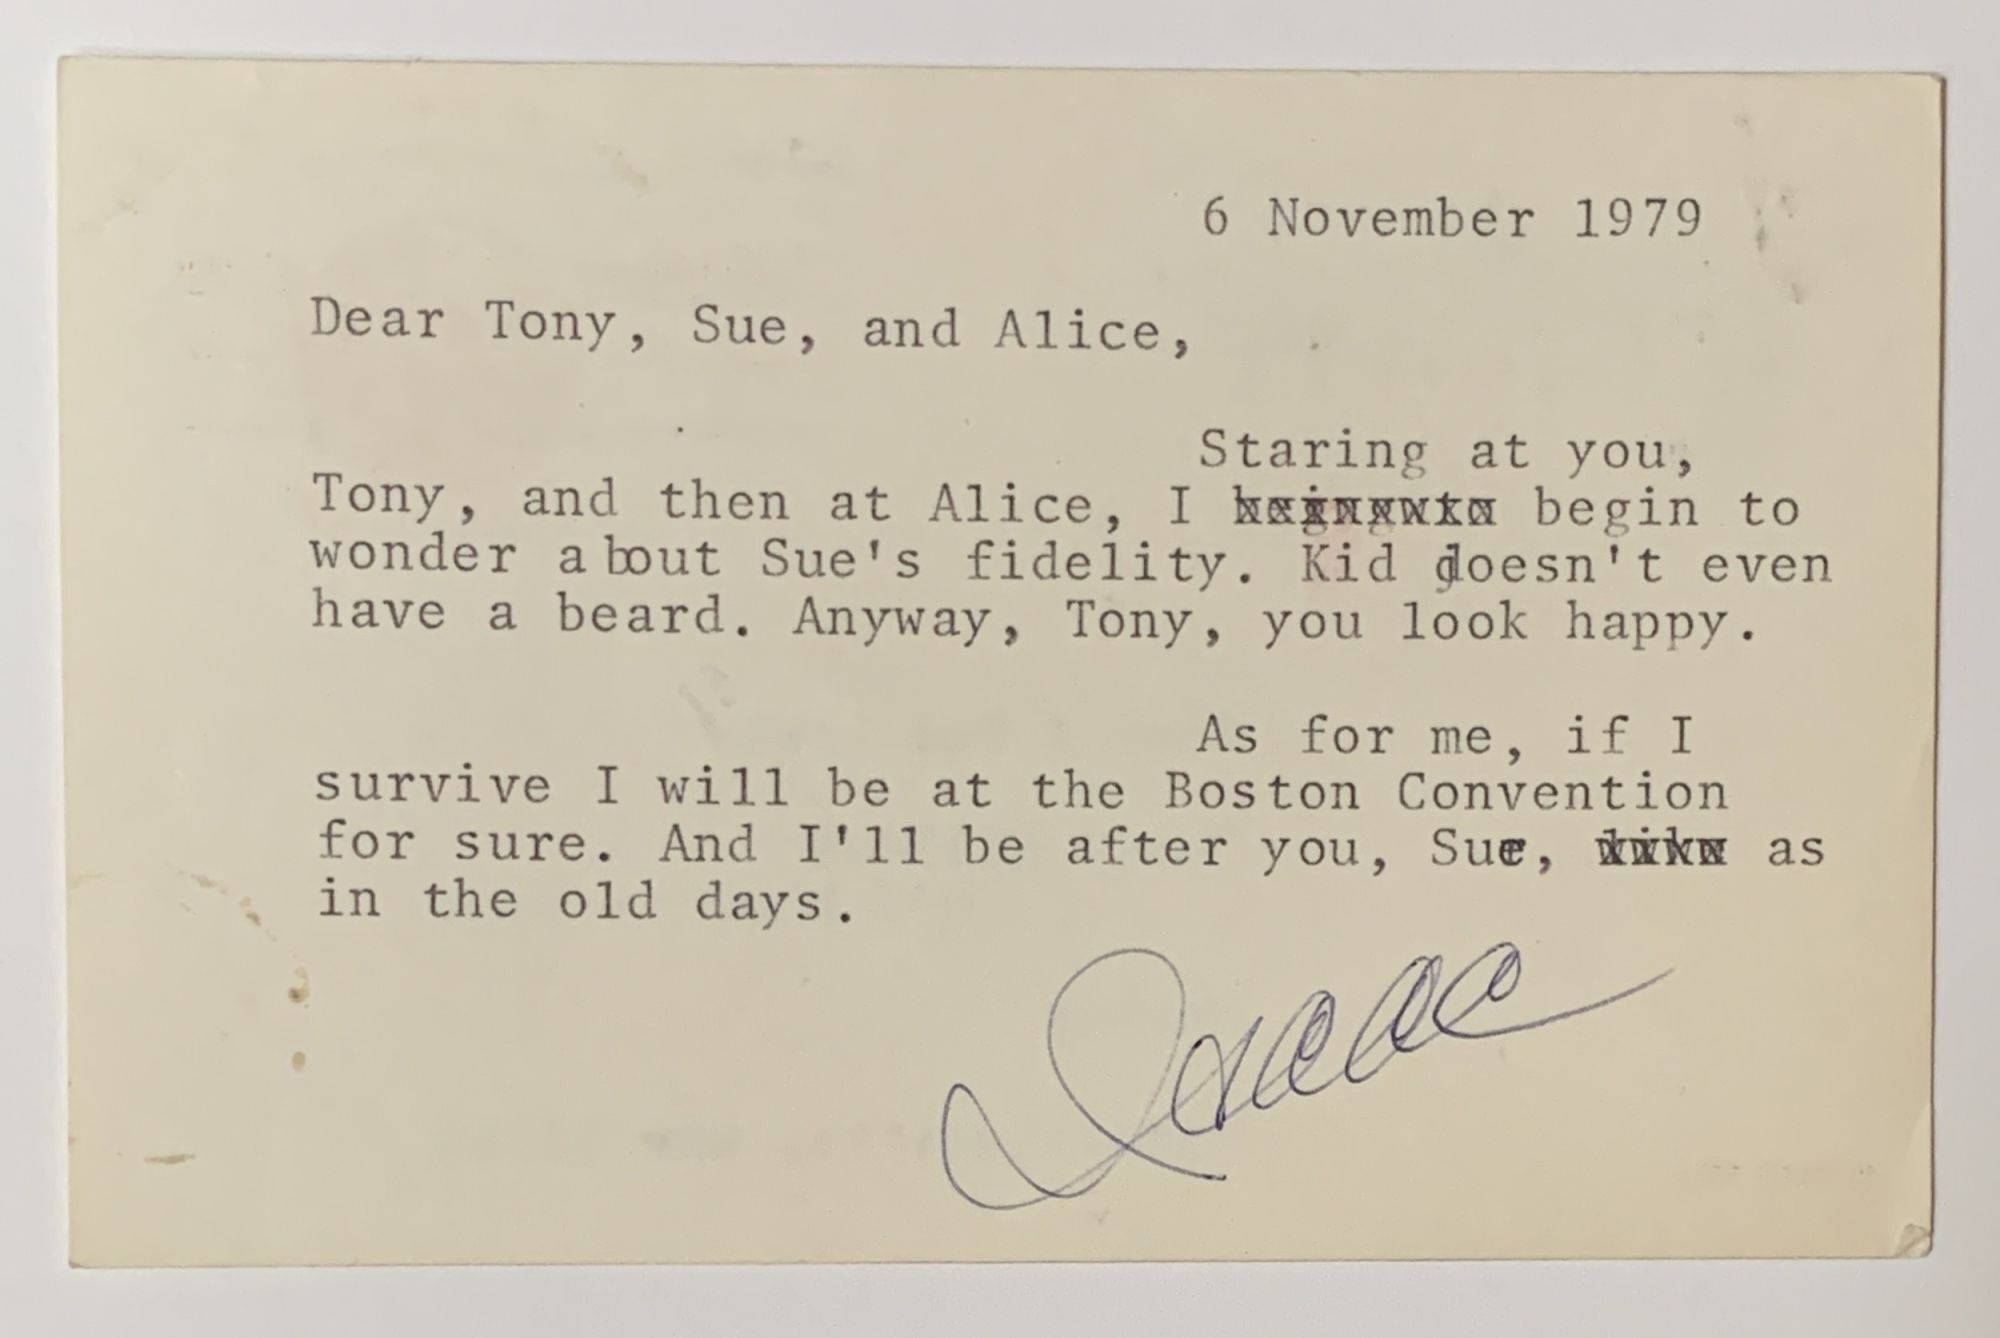 6 November 1979
Dear Tony, Sue, and Alice,
Staring at you,
Tony, and then at Alice, I begin to
wonder about Sue's fidelity. Kid doesn't even
have a beard. Anyway, Tony, you look happy.
As for me, if I
survive I will be at the Boston Convention
for sure. And I'll be after you, Sue, as
in the old days.
Isaac